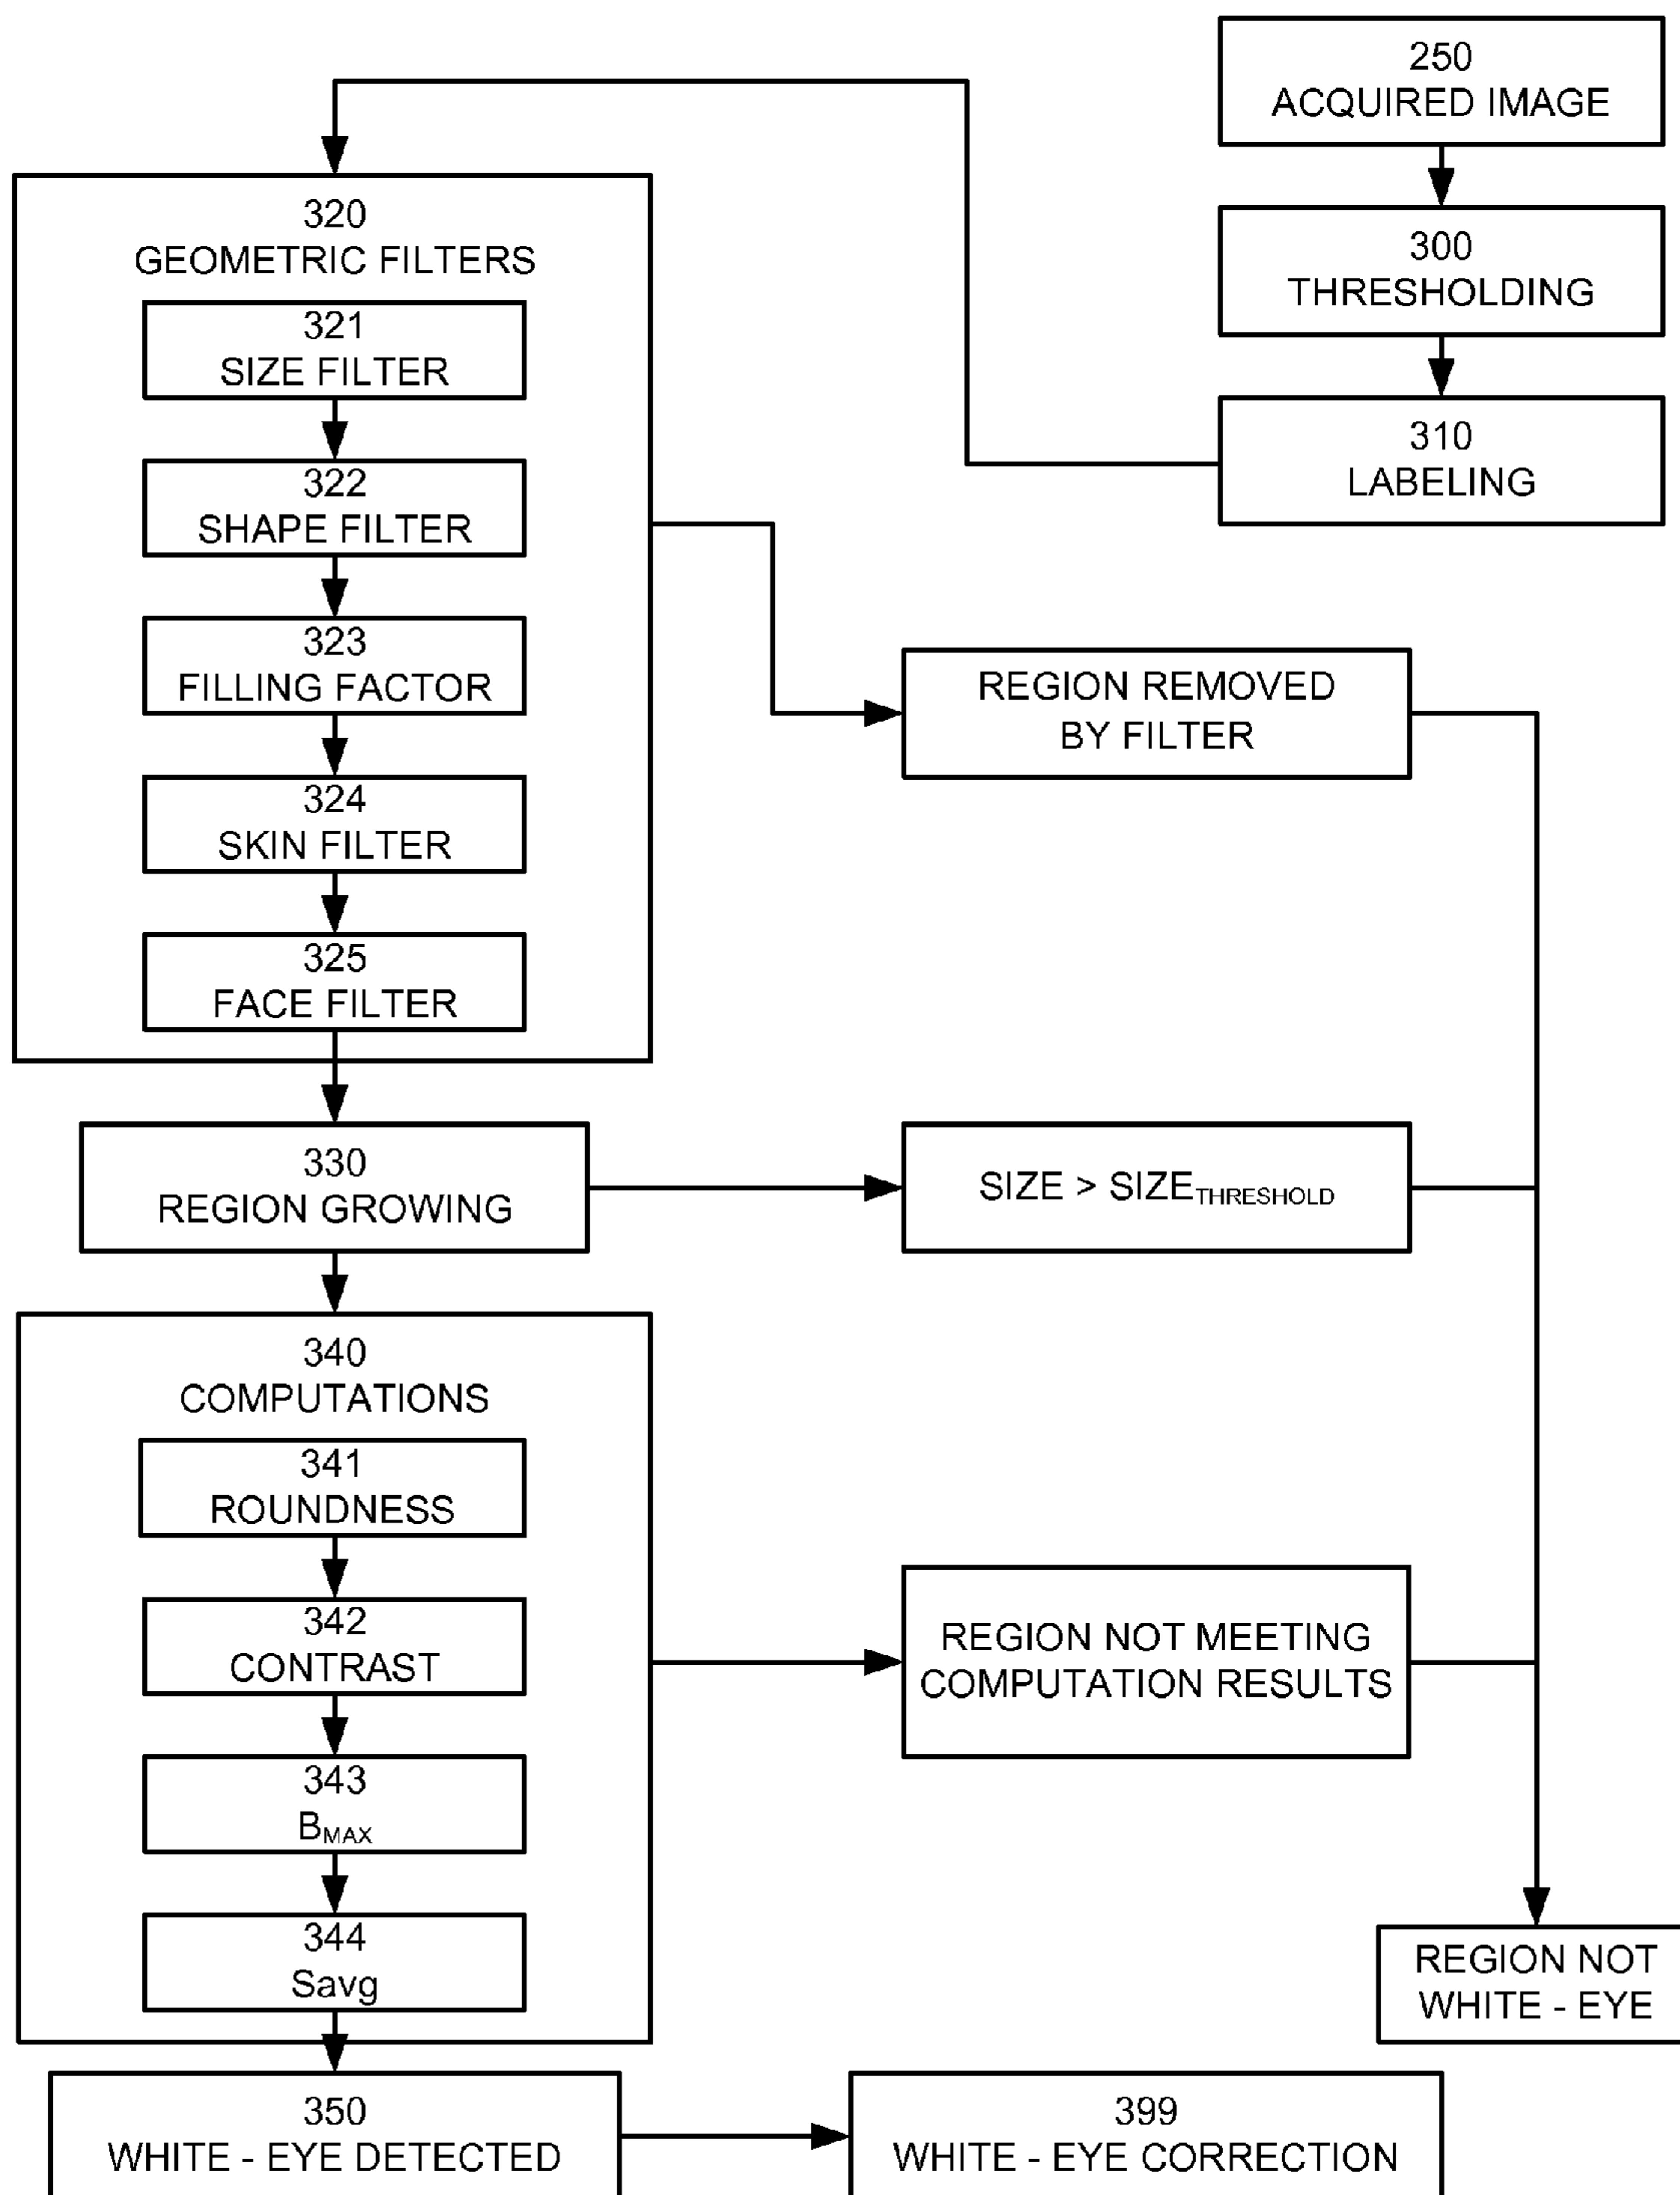 250
ACQUIRED IMAGE
300
THRESHOLDING
310
LABELING
320
GEOMETRIC FILTERS
321
SIZE FILTER
322
SHAPE FILTER
323
FILLING FACTOR
324
SKIN FILTER
325
FACE FILTER
REGION REMOVED
BY FILTER
330
REGION GROWING
SIZE > SIZETHRESHOLD
340
COMPUTATIONS
341
ROUNDNESS
342
CONTRAST
343
BMAX
344
Savg
REGION NOT MEETING
COMPUTATION RESULTS
REGION NOT
WHITE - EYE
350
WHITE - EYE DETECTED
399
WHITE - EYE CORRECTION